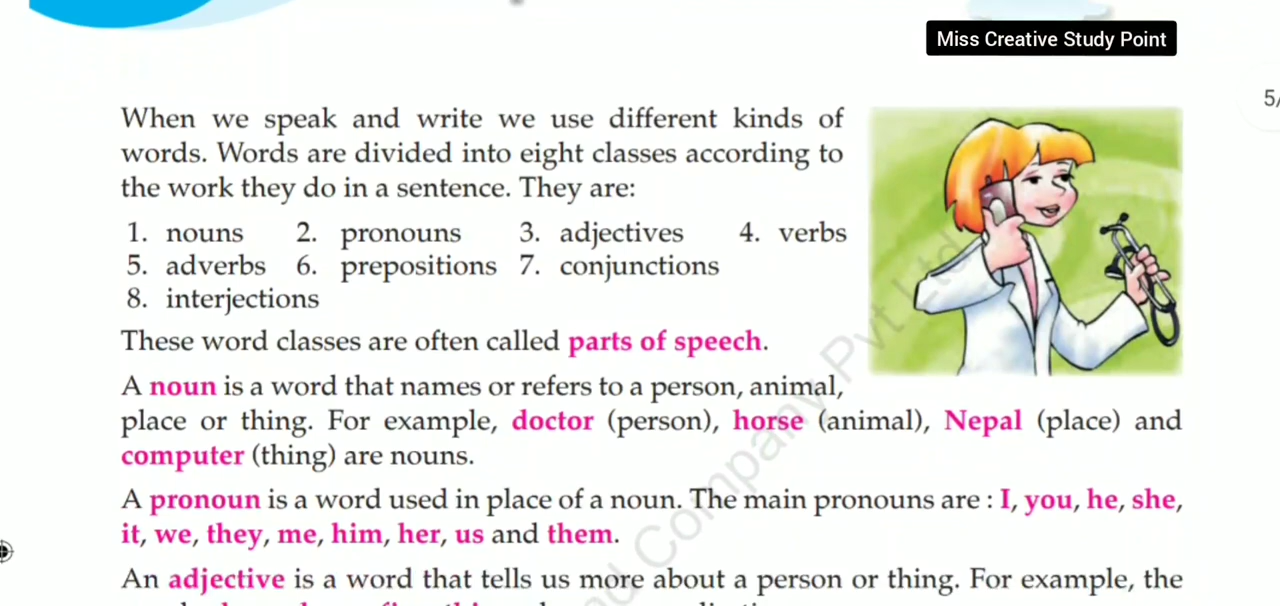 Miss Creative Study Point
5/
When we speak and write we use different kinds of
words. Words are divided into eight classes according to
the work they do in a sentence. They are:
1. nouns 2. pronouns 3. adjectives 4. verbs
5. adverbs 6. prepositions 7. conjunctions
8. interjections
These word classes are often called parts of speech.
A noun is a word that names or refers to a person, animal,
place or thing. For example, doctor (person), horse (animal), Nepal (place) and
computer (thing) are nouns.
A pronoun is a word used in place of a noun. The main pronouns are : I, you, he, she,
it, we, they, me, him, her, us and them.
An adjective is a word that tells us more about a person or thing. For example, the
Company Pvt Ltd